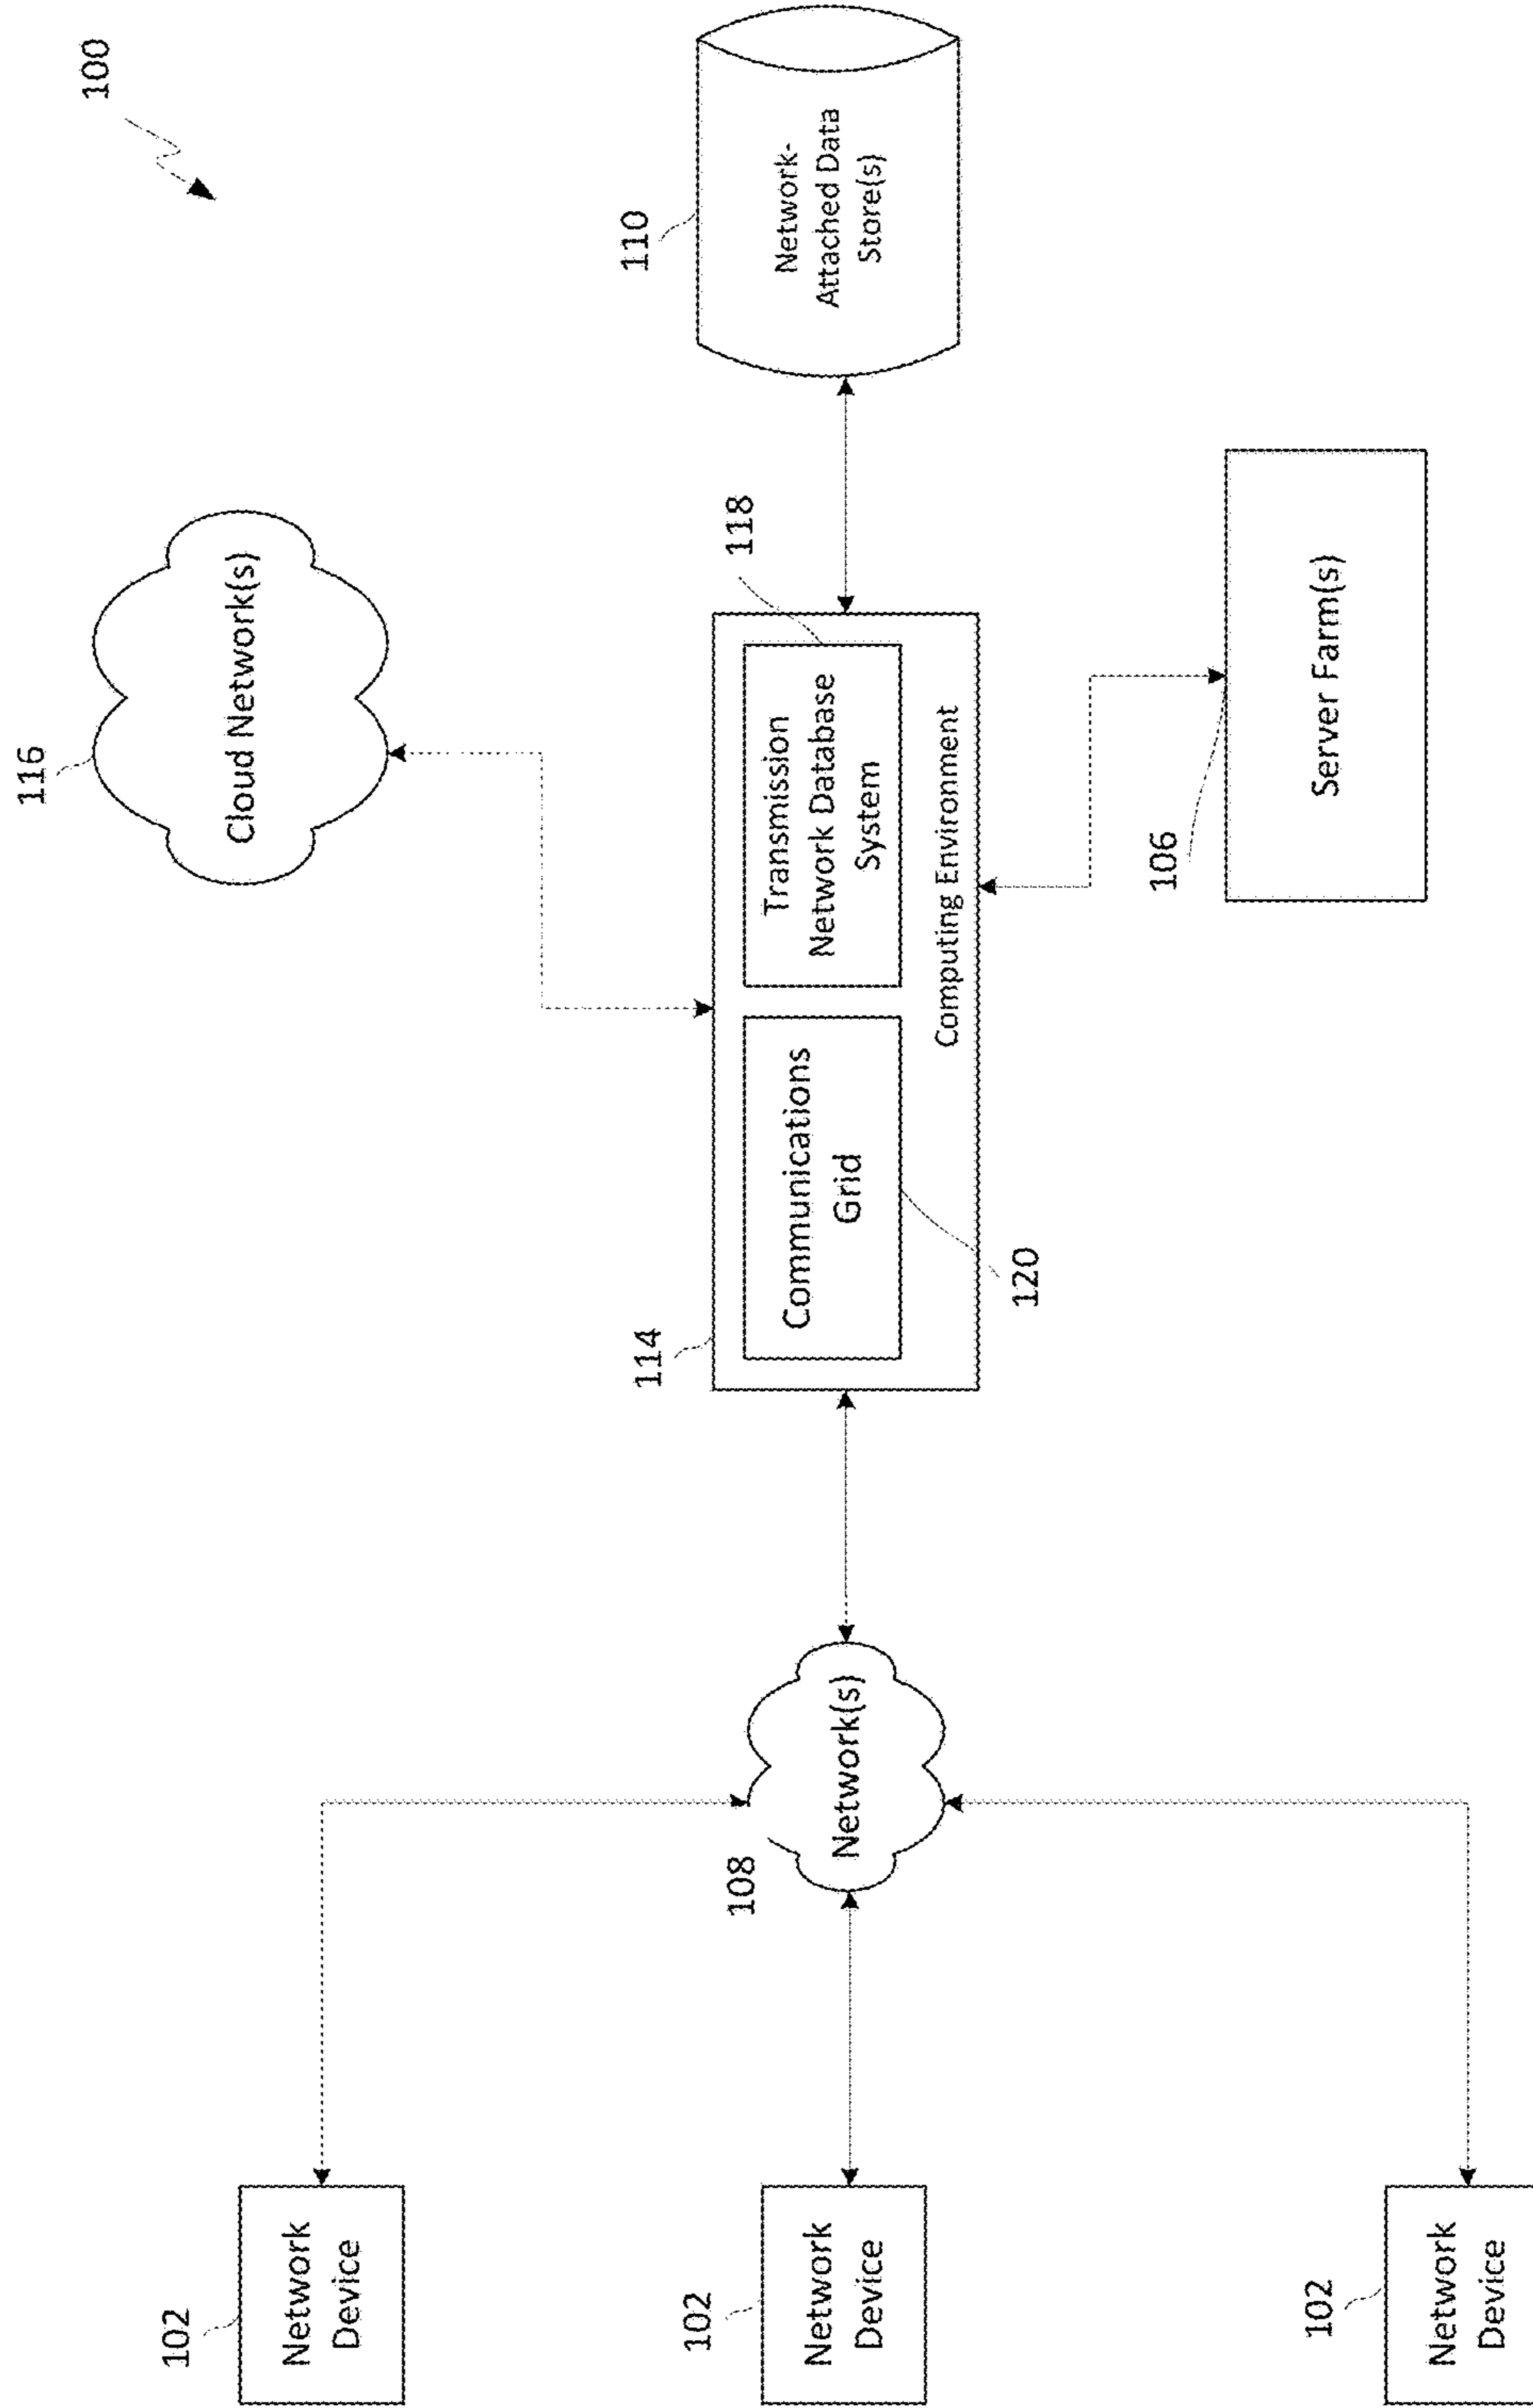 100
116
Cloud Network(s)
110
Network-
Attached Data
Store(s)
118
114
Communications
Grid
Transmission
Network Database
System
Computing Environment
120
106
Server Farm(s)
108
Network(s)
102
Network
Device
102
Network
Device
102
Network
Device